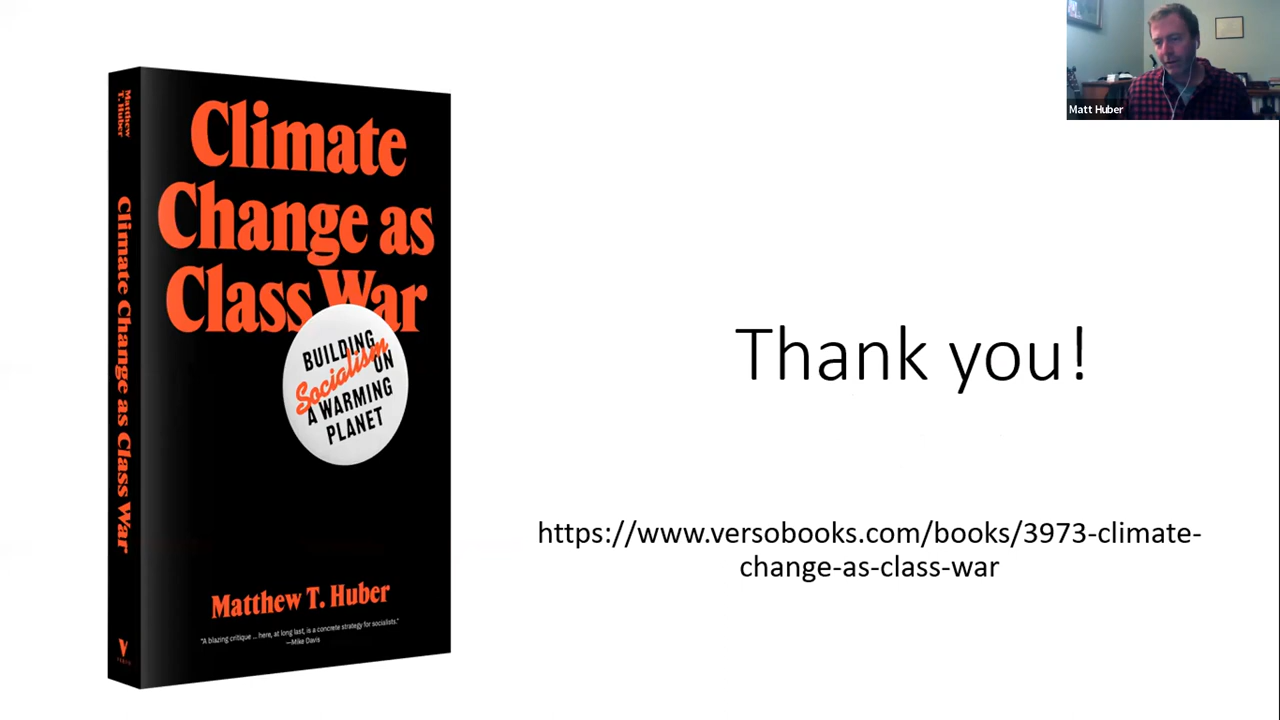 Matt Huber
Matthew
T. Huber
Climate Change as Class War
VERSO
Climate
Change as
Class War
BUILDING
Socialism
ON
A WARMING
PLANET
Matthew T. Huber
"A blazing critique ... here, at long last, is a concrete strategy for socialists."
—Mike Davis
Thank you!
https://www.versobooks.com/books/3973-climate-
change-as-class-war